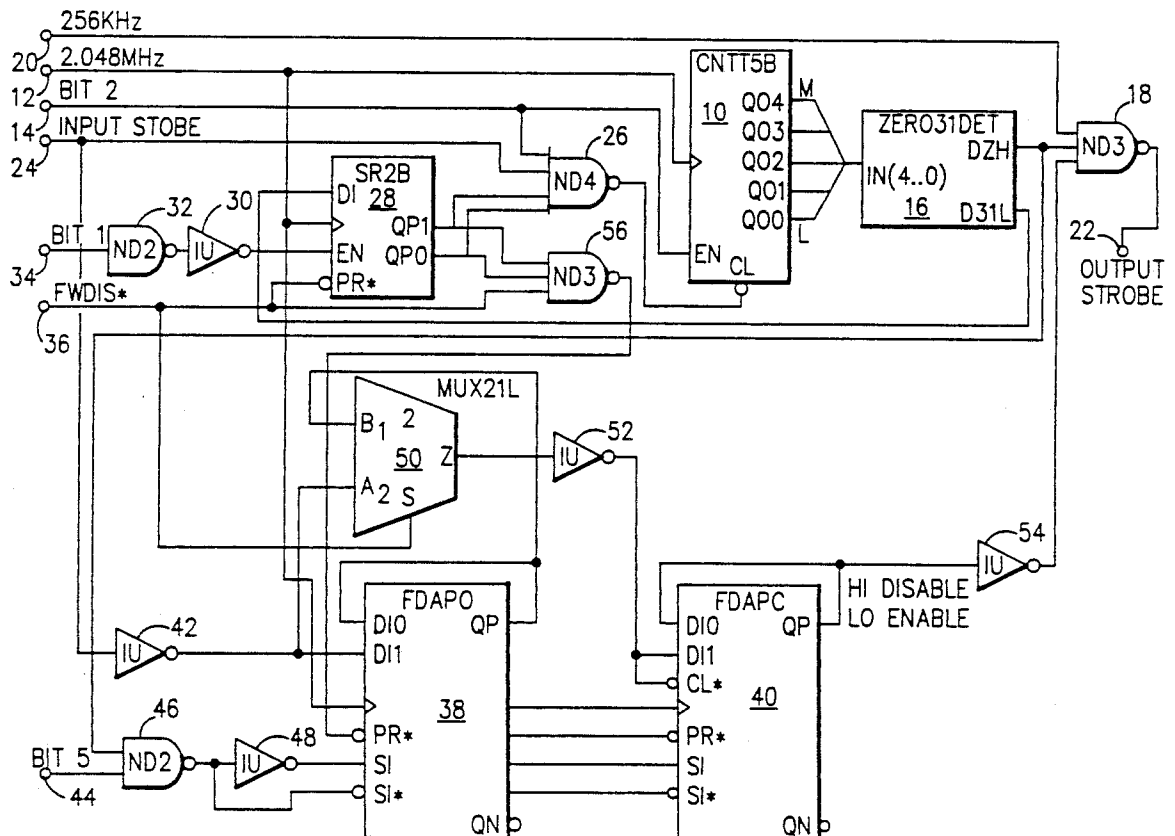 256KHz
20
2.048MHz
12
BIT 2
14
INPUT STOBE
24
32
30
ND2
IU
BIT 1
34
FWDIS*
36
SR2B
DI
28
QP1
EN
QP0
PR*
26
ND4
56
ND3
CNTT5B
10
QO4
QO3
QO2
QO1
QOO
EN
CL
M
L
ZERO31DET
DZH
IN(4..0)
16
D31L
18
ND3
22
OUTPUT
STROBE
MUX21L
B1
2
50
Z
A2
S
52
IU
54
IU
HI DISABLE
LO ENABLE
42
IU
46
ND2
48
IU
BIT 5
44
FDAPO
DI0
QP
DI1
38
PR*
SI
SI*
QN
FDAPC
DI0
QP
DI1
CL*
40
PR*
SI
SI*
QN